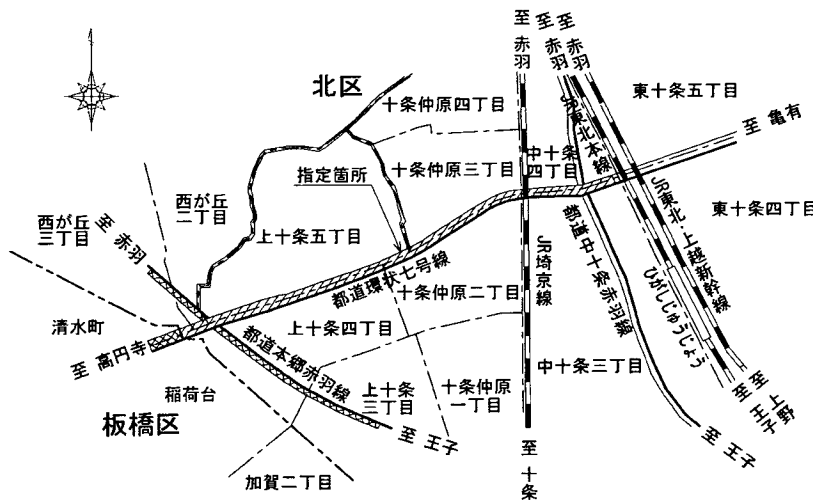 至 赤羽
至 赤羽
至 赤羽
北区
十条仲原四丁目
東十条五丁目
至 亀有
JR東北本線
十条仲原三丁目
中十条
四丁目
指定箇所
西が丘
二丁目
西が丘
三丁目
至 赤羽
上十条五丁目
東十条四丁目
JR東北・上越新幹線
都道中十条赤羽線
JR埼京線
都道環状七号線
十条仲原二丁目
ひがしじゅうじょう
清水町
上十条四丁目
至 高円寺
都道本郷赤羽線
中十条三丁目
稲荷台
上十条
三丁目
十条仲原
一丁目
板橋区
至 王子
至 十条
至 王子
至 王子
至 上野
加賀二丁目